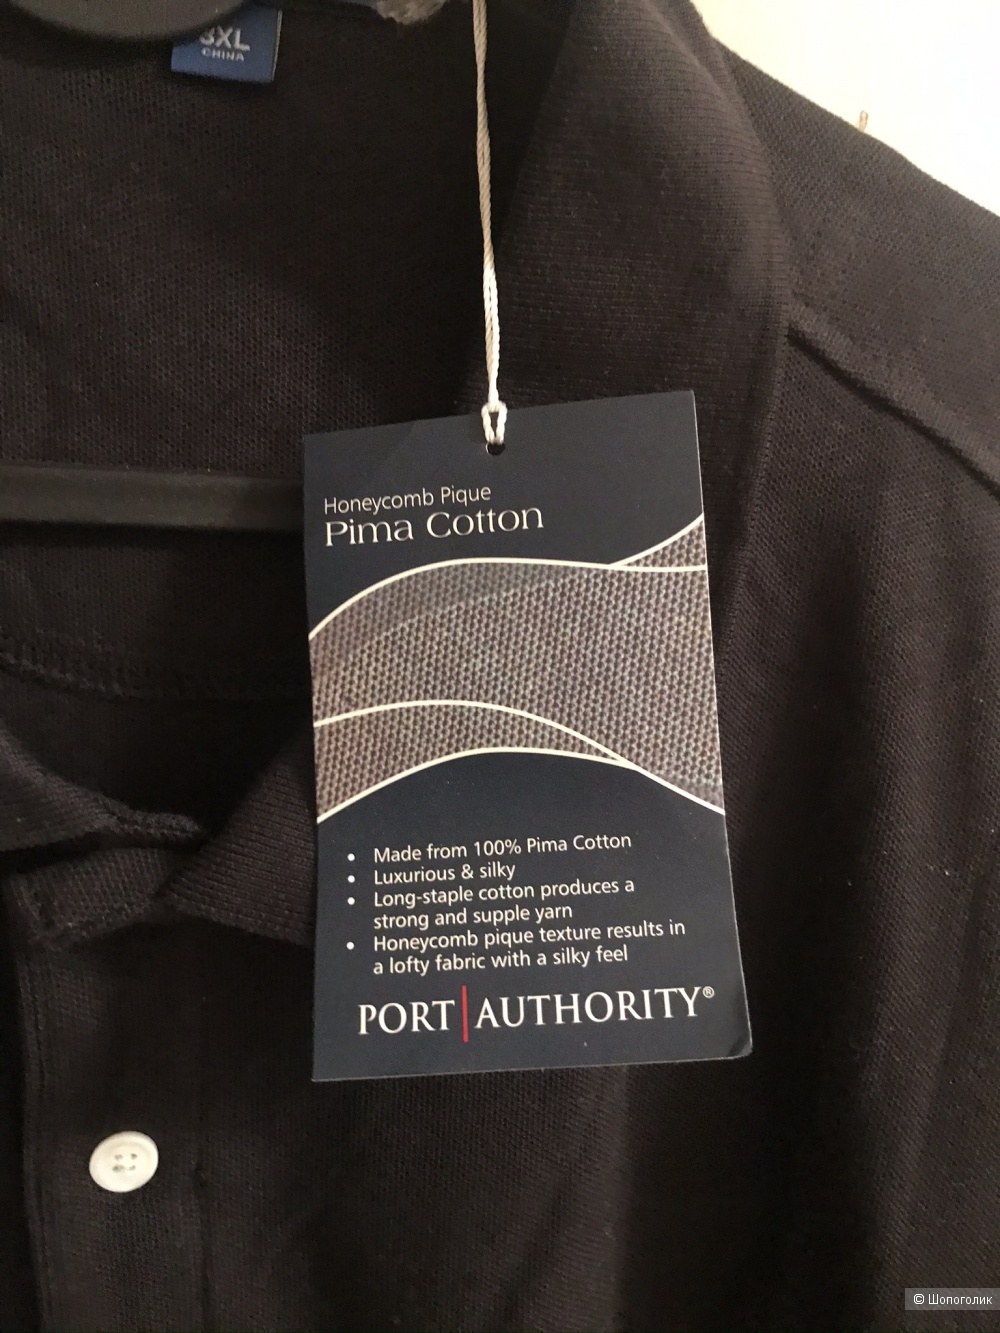 3XL
CHINA
Honeycomb Pique
Pima Cotton
• Made from 100% Pima Cotton
• Luxurious & silky
• Long-staple cotton produces a
strong and supple yarn
• Honeycomb pique texture results in
a lofty fabric with a silky feel
PORT|AUTHORITY®
© Шопоголик